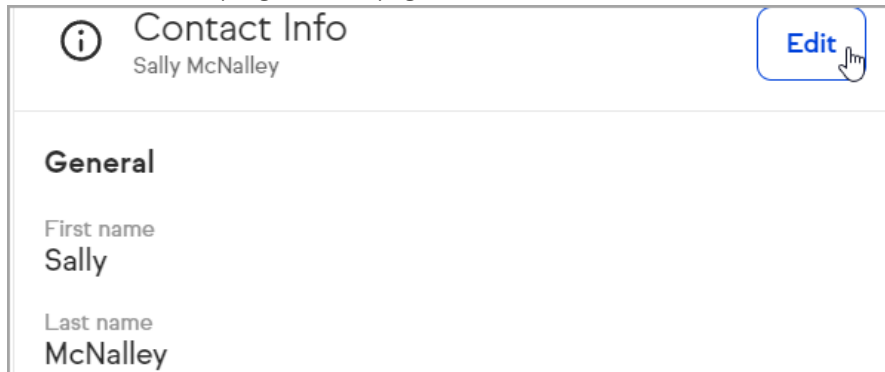 Contact Info
Sally McNalley
Edit
General
First name
Sally
Last name
McNalley